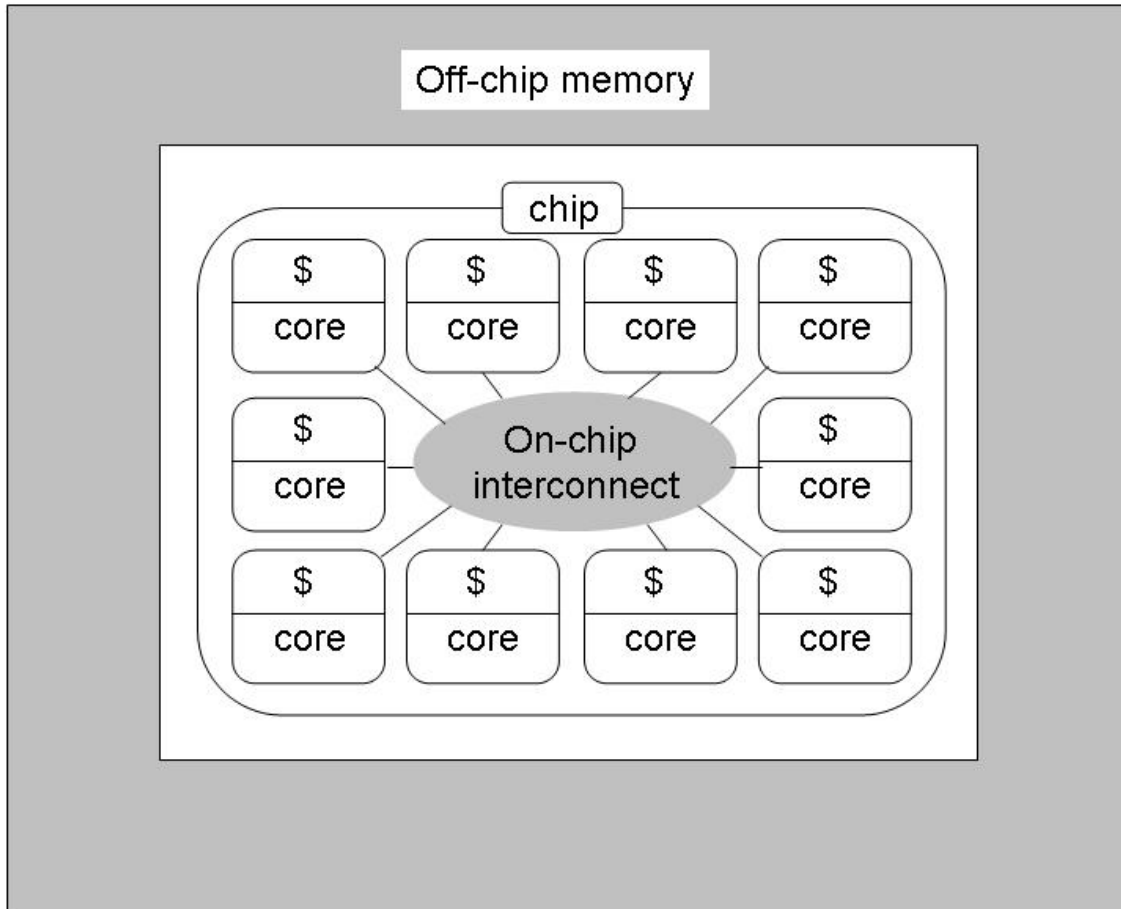 Off-chip memory
chip
$
$
$
$
core
core
core
core
$
On-chip
$
core
interconnect
core
$
$
$
$
core
core
core
core